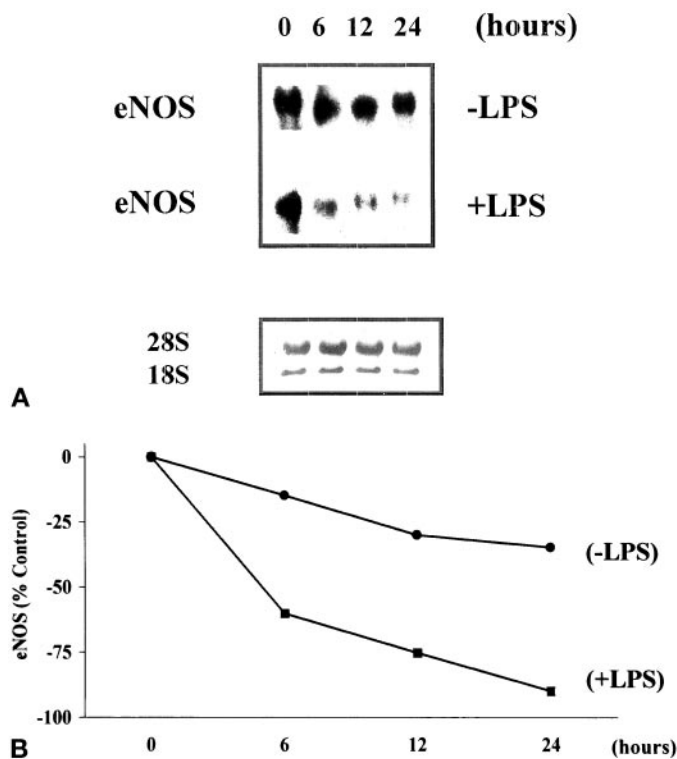 0 6 12 24 (hours)
eNOS -LPS
eNOS +LPS
28S
18S
A
0
-25
-50
-75
-100
eNOS (% Control)
(-LPS)
(+LPS)
B 0 6 12 24 (hours)